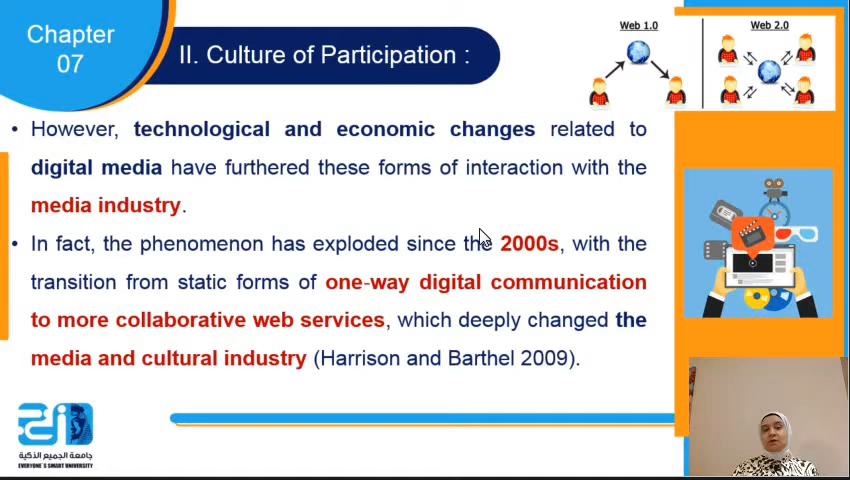 Chapter
07
II. Culture of Participation :
Web 1.0
Web 2.0
• However, technological and economic changes related to
digital media have furthered these forms of interaction with the
media industry.
• In fact, the phenomenon has exploded since the 2000s, with the
transition from static forms of one-way digital communication
to more collaborative web services, which deeply changed the
media and cultural industry (Harrison and Barthel 2009).
جامعة الجميع الذكية
EVERYONE'S SMART UNIVERSITY